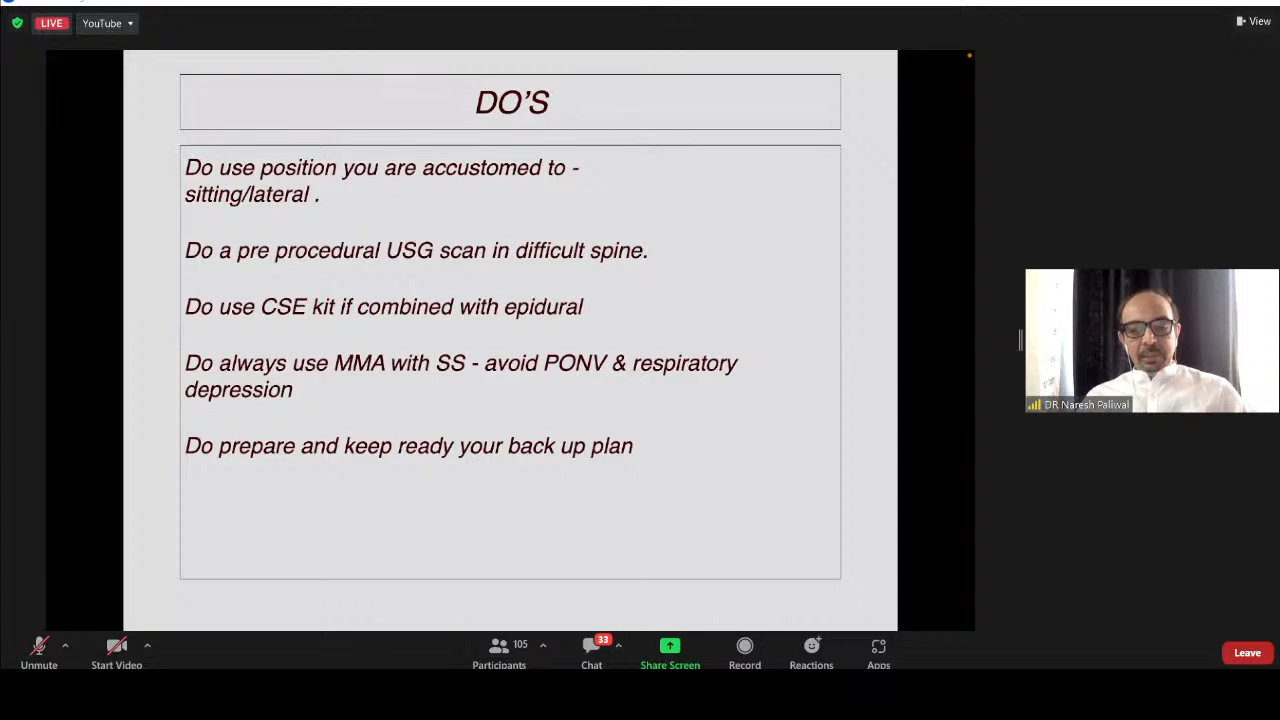 LIVE
YouTube
View
DO'S
Do use position you are accustomed to -
sitting/lateral .
Do a pre procedural USG scan in difficult spine.
Do use CSE kit if combined with epidural
Do always use MMA with SS - avoid PONV & respiratory
depression
Do prepare and keep ready your back up plan
DR Naresh Paliwal
Unmute
Start Video
105
Participants
33
Chat
Share Screen
Record
Reactions
Apps
Leave